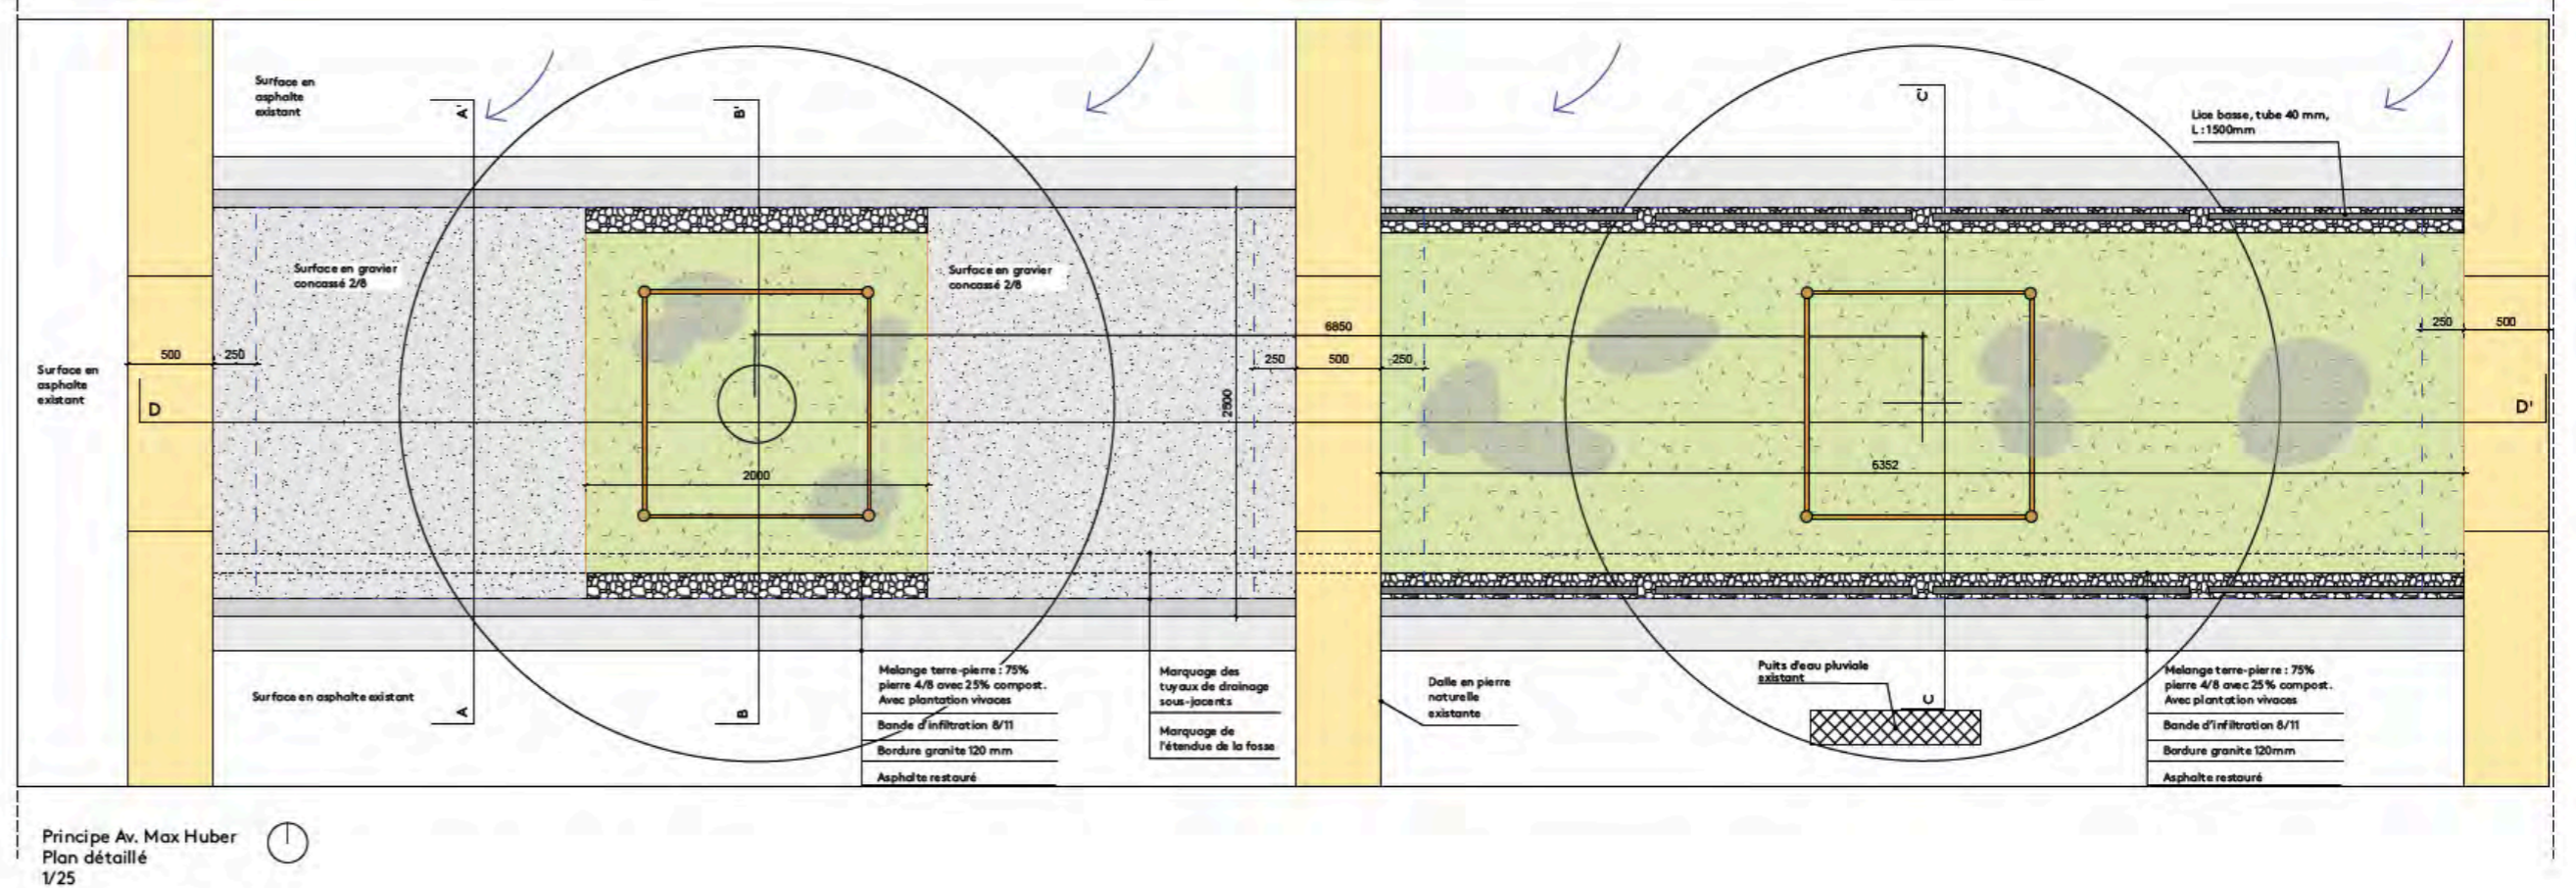 Surface en
asphalte
existant
A'
B'
C'
Lice basse, tube 40 mm,
L:1500mm
Surface en gravier
concassé 2/8
Surface en gravier
concassé 2/8
500
250
6850
250
500
250
250
500
Surface en
asphalte
existant
D
2500
D'
2000
6352
Surface en asphalte existant
A
B
C
Melange terre-pierre : 75%
pierre 4/8 avec 25% compost.
Avec plantation vivaces
Bande d'infiltration 8/11
Bordure granite 120 mm
Asphalte restauré
Marquage des
tuyaux de drainage
sous-jacents
Marquage de
l'étendue de la fosse
Dalle en pierre
naturelle
existante
Puits d'eau pluviale
existant
Melange terre-pierre : 75%
pierre 4/8 avec 25% compost.
Avec plantation vivaces
Bande d'infiltration 8/11
Bordure granite 120mm
Asphalte restauré
Principe Av. Max Huber
Plan détaillé
1/25